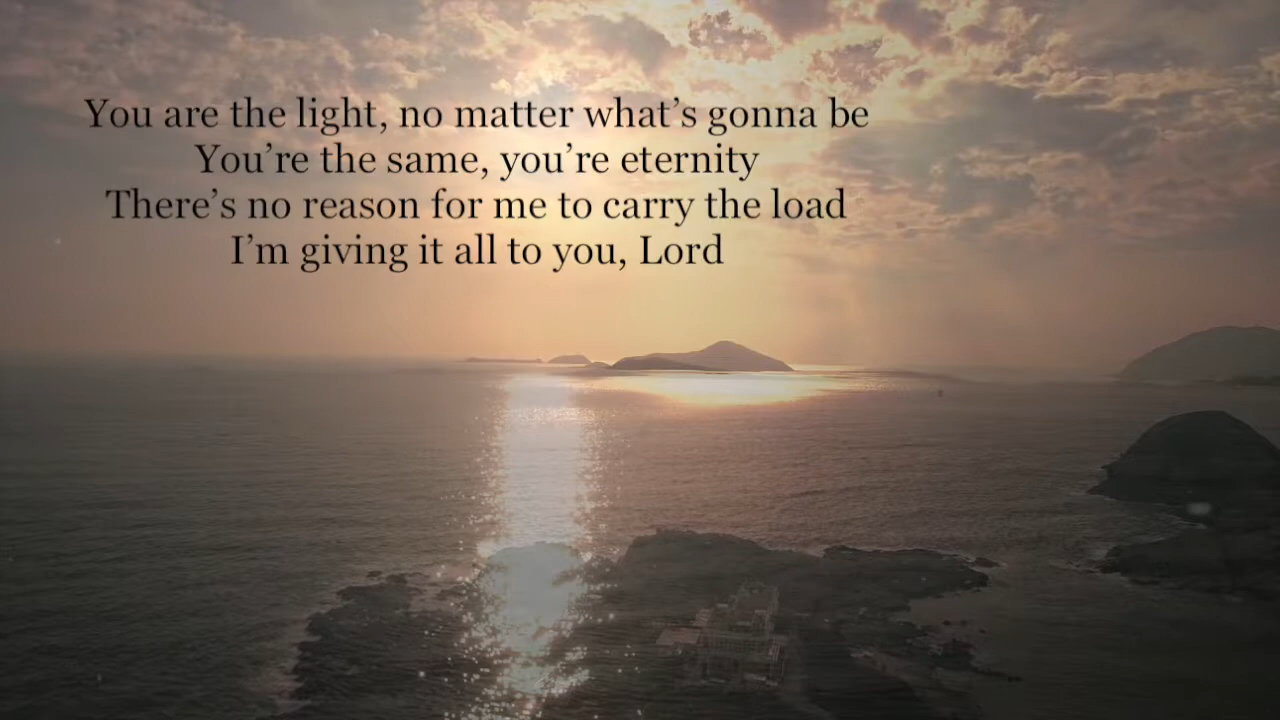 You are the light, no matter what’s gonna be
You’re the same, you’re eternity
There’s no reason for me to carry the load
I’m giving it all to you, Lord